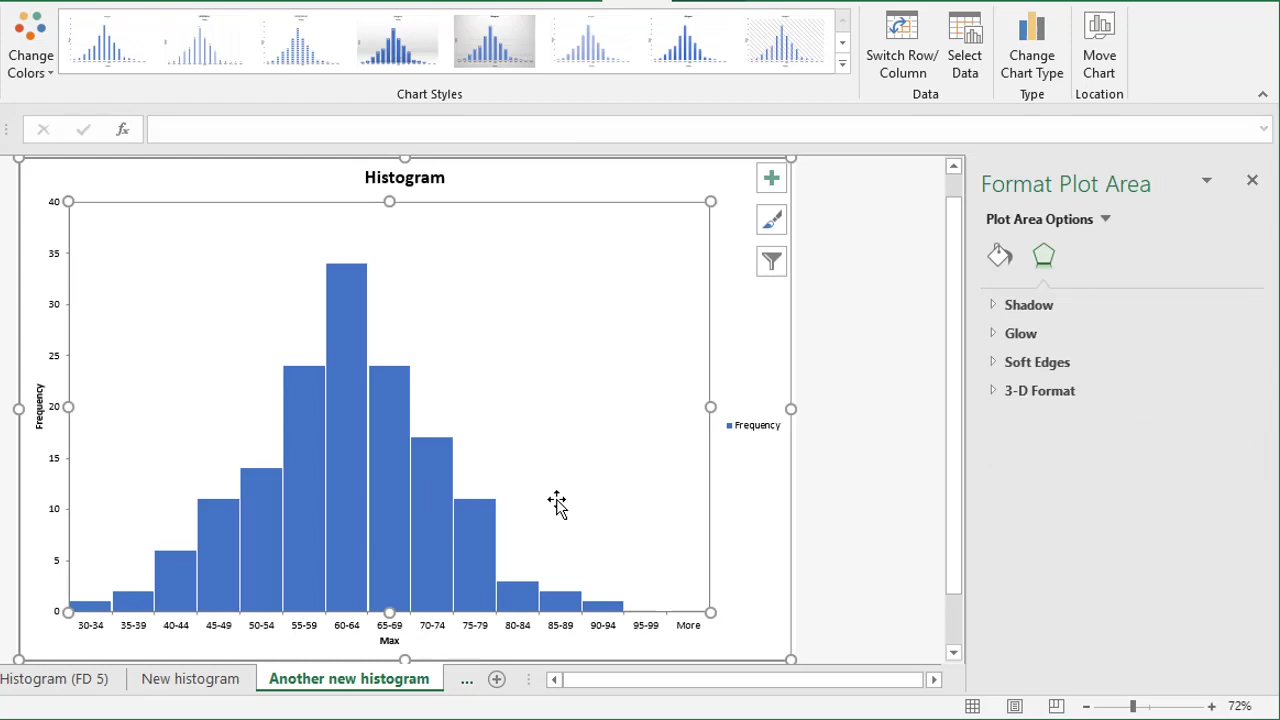 Change
Colors
Chart Styles
Switch Row/
Column
Select
Data
Data
Change
Chart Type
Type
Move
Chart
Location
fx
Histogram
40
35
30
25
20
15
10
5
0
Frequency
Frequency
30-34 35-39 40-44 45-49 50-54 55-59 60-64 65-69 70-74 75-79 80-84 85-89 90-94 95-99 More
Max
Format Plot Area
Plot Area Options
Shadow
Glow
Soft Edges
3-D Format
Histogram (FD 5) New histogram Another new histogram ...
72%